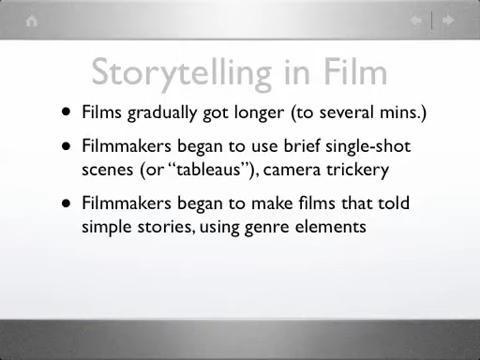 Storytelling in Film
• Films gradually got longer (to several mins.)
• Filmmakers began to use brief single-shot
scenes (or “tableaus”), camera trickery
• Filmmakers began to make films that told
simple stories, using genre elements